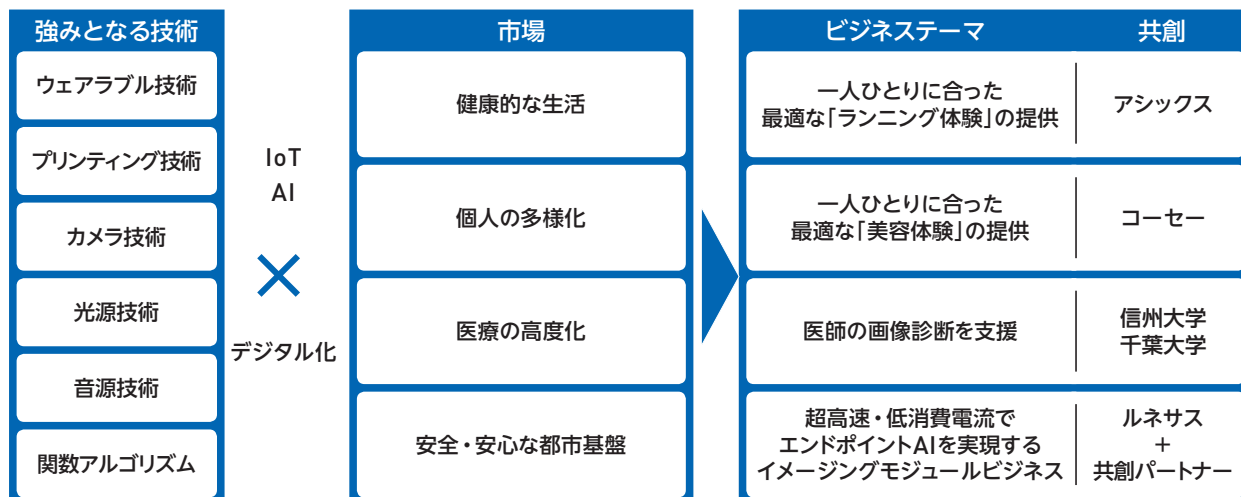 強みとなる技術
ウェアラブル技術
プリンティング技術
カメラ技術
光源技術
音源技術
関数アルゴリズム
IoT
AI
×
デジタル化
市場
健康的な生活
個人の多様化
医療の高度化
安全・安心な都市基盤
ビジネステーマ
共創
一人ひとりに合った
最適な「ランニング体験」の提供
アシックス
一人ひとりに合った
最適な「美容体験」の提供
コーセー
医師の画像診断を支援
信州大学
千葉大学
超高速・低消費電流で
エンドポイントAIを実現する
イメージングモジュールビジネス
ルネサス
+
共創パートナー